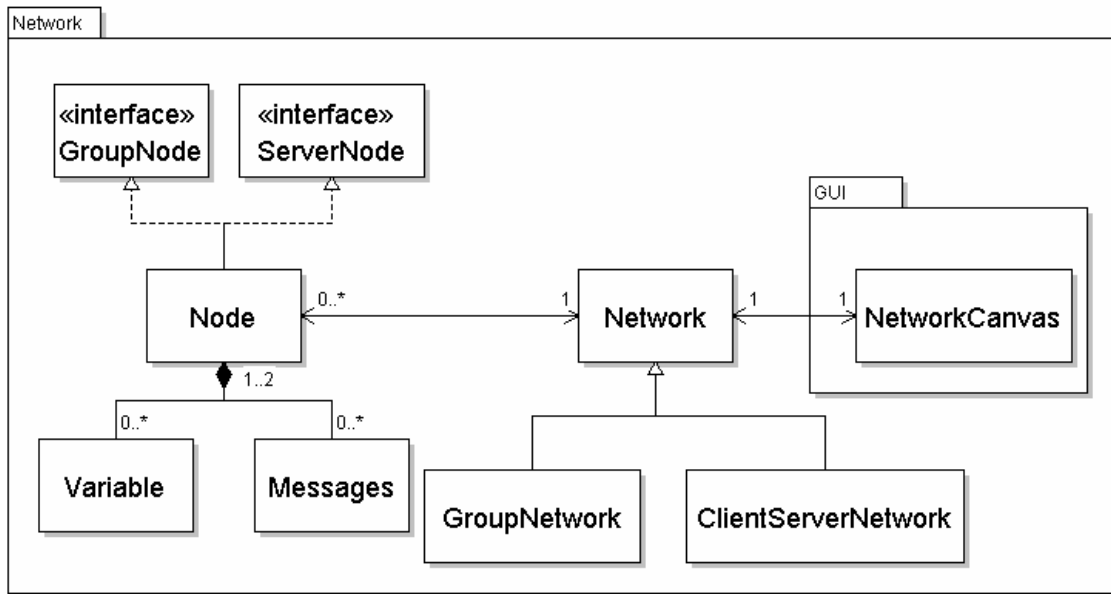 Network
«interface»
GroupNode
«interface»
ServerNode
GUI
Node
0..*
1
Network
1
1
NetworkCanvas
1..2
0..*
0..*
Variable
Messages
GroupNetwork
ClientServerNetwork